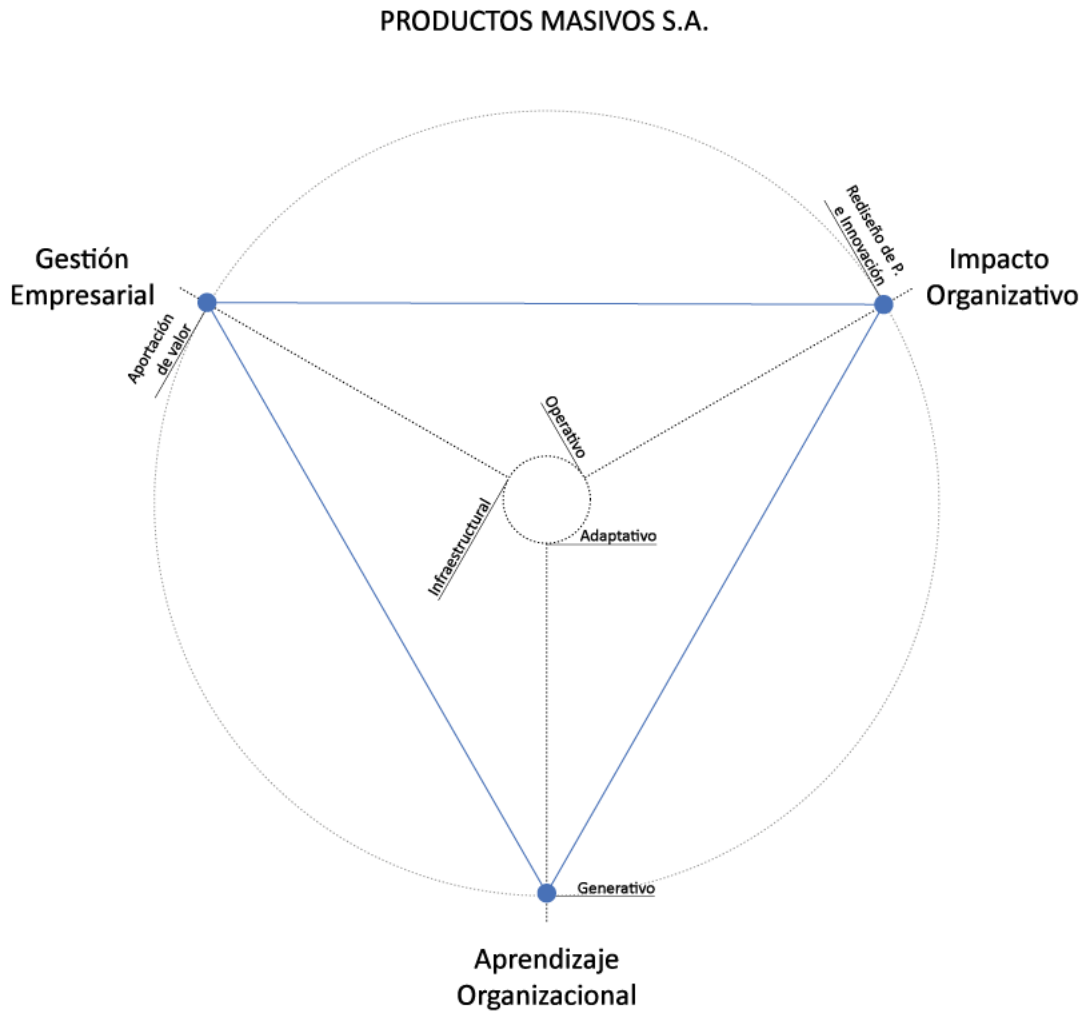 PRODUCTOS MASIVOS S.A.
Rediseño de P.
e Innovación
Gestión
Empresarial
Impacto
Organizativo
Aportación
de valor
Operativo
Infraestructural
Adaptativo
Generativo
Aprendizaje
Organizacional